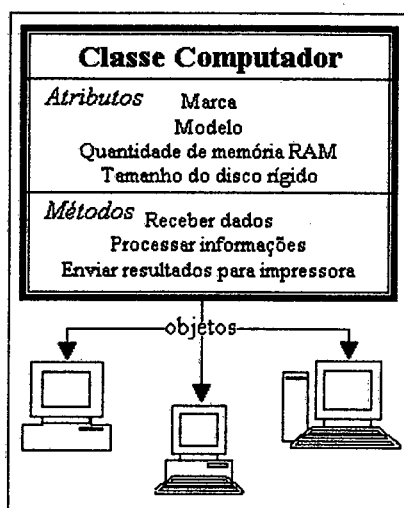 Classe Computador
Atributos Marca
Modelo
Quantidade de memória RAM
Tamanho do disco rígido
Métodos Receber dados
Processar informações
Enviar resultados para impressora
objetos